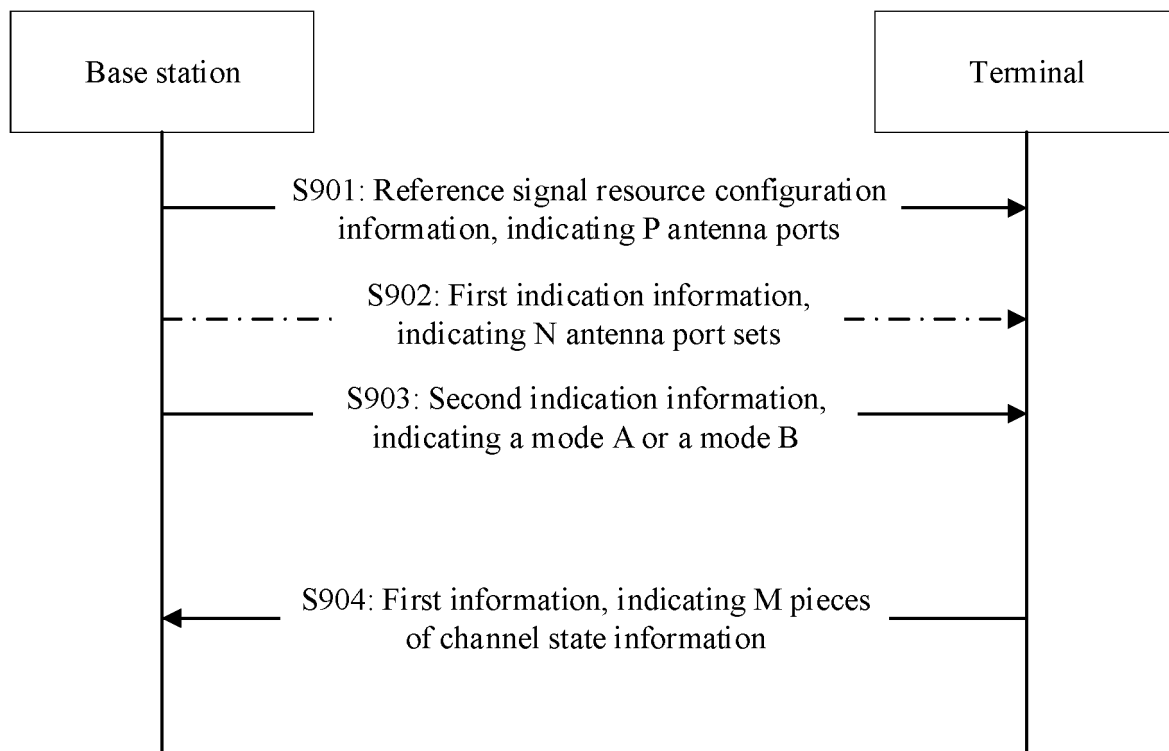 Base station
Terminal
S901: Reference signal resource configuration
information, indicating P antenna ports
S902: First indication information,
indicating N antenna port sets
S903: Second indication information,
indicating a mode A or a mode B
S904: First information, indicating M pieces
of channel state information